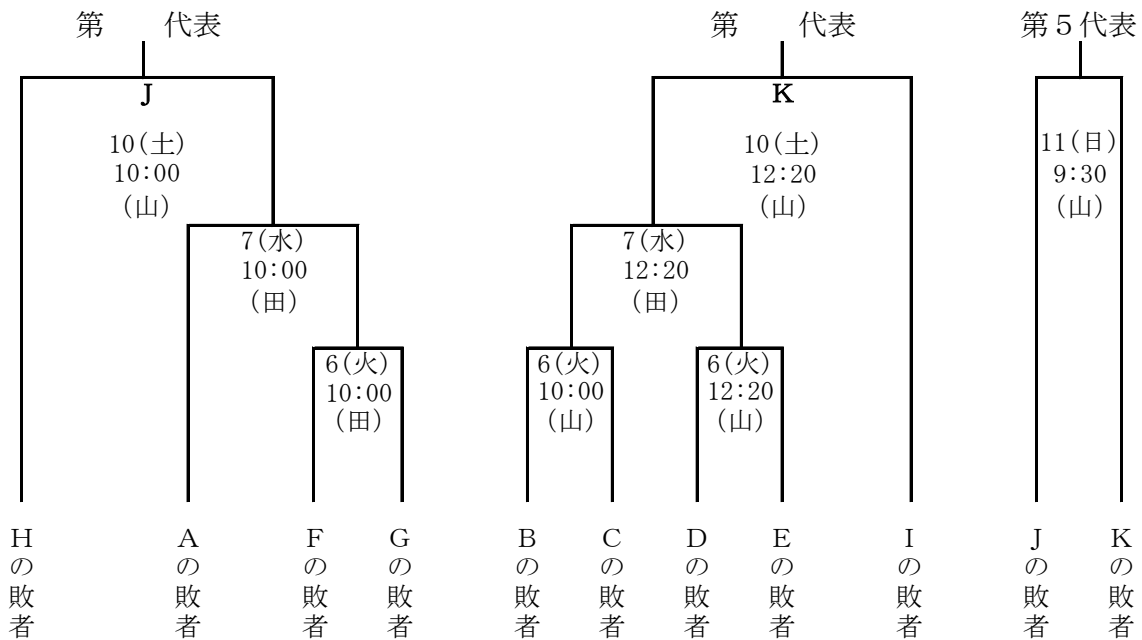 第　　代表
第　　代表
第５代表
J
10(土)
10:00
(山)
K
10(土)
12:20
(山)
11(日)
9:30
(山)
7(水)
10:00
(田)
7(水)
12:20
(田)
6(火)
10:00
(田)
6(火)
10:00
(山)
6(火)
12:20
(山)
Hの敗者
Aの敗者
Fの敗者
Gの敗者
Bの敗者
Cの敗者
Dの敗者
Eの敗者
Iの敗者
Jの敗者
Kの敗者